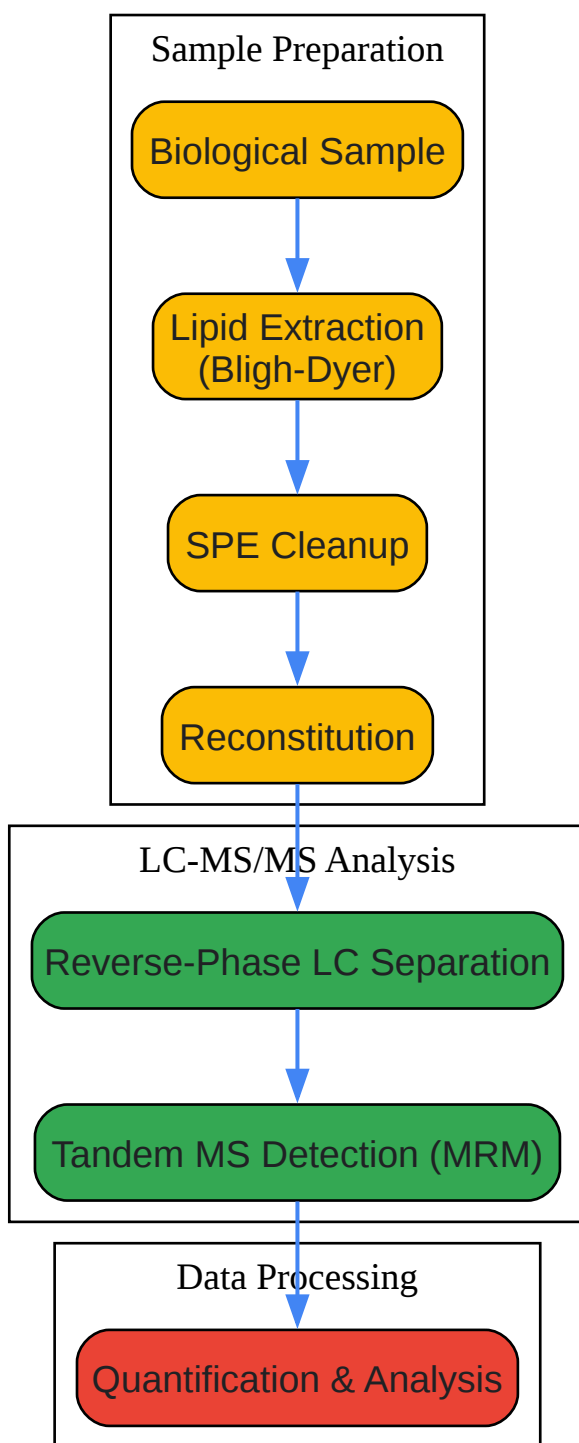 Sample Preparation
Biological Sample
Lipid Extraction
(Bligh-Dyer)
SPE Cleanup
Reconstitution
LC-MS/MS Analysis
Reverse-Phase LC Separation
Tandem MS Detection (MRM)
Data Processing
Quantification & Analysis